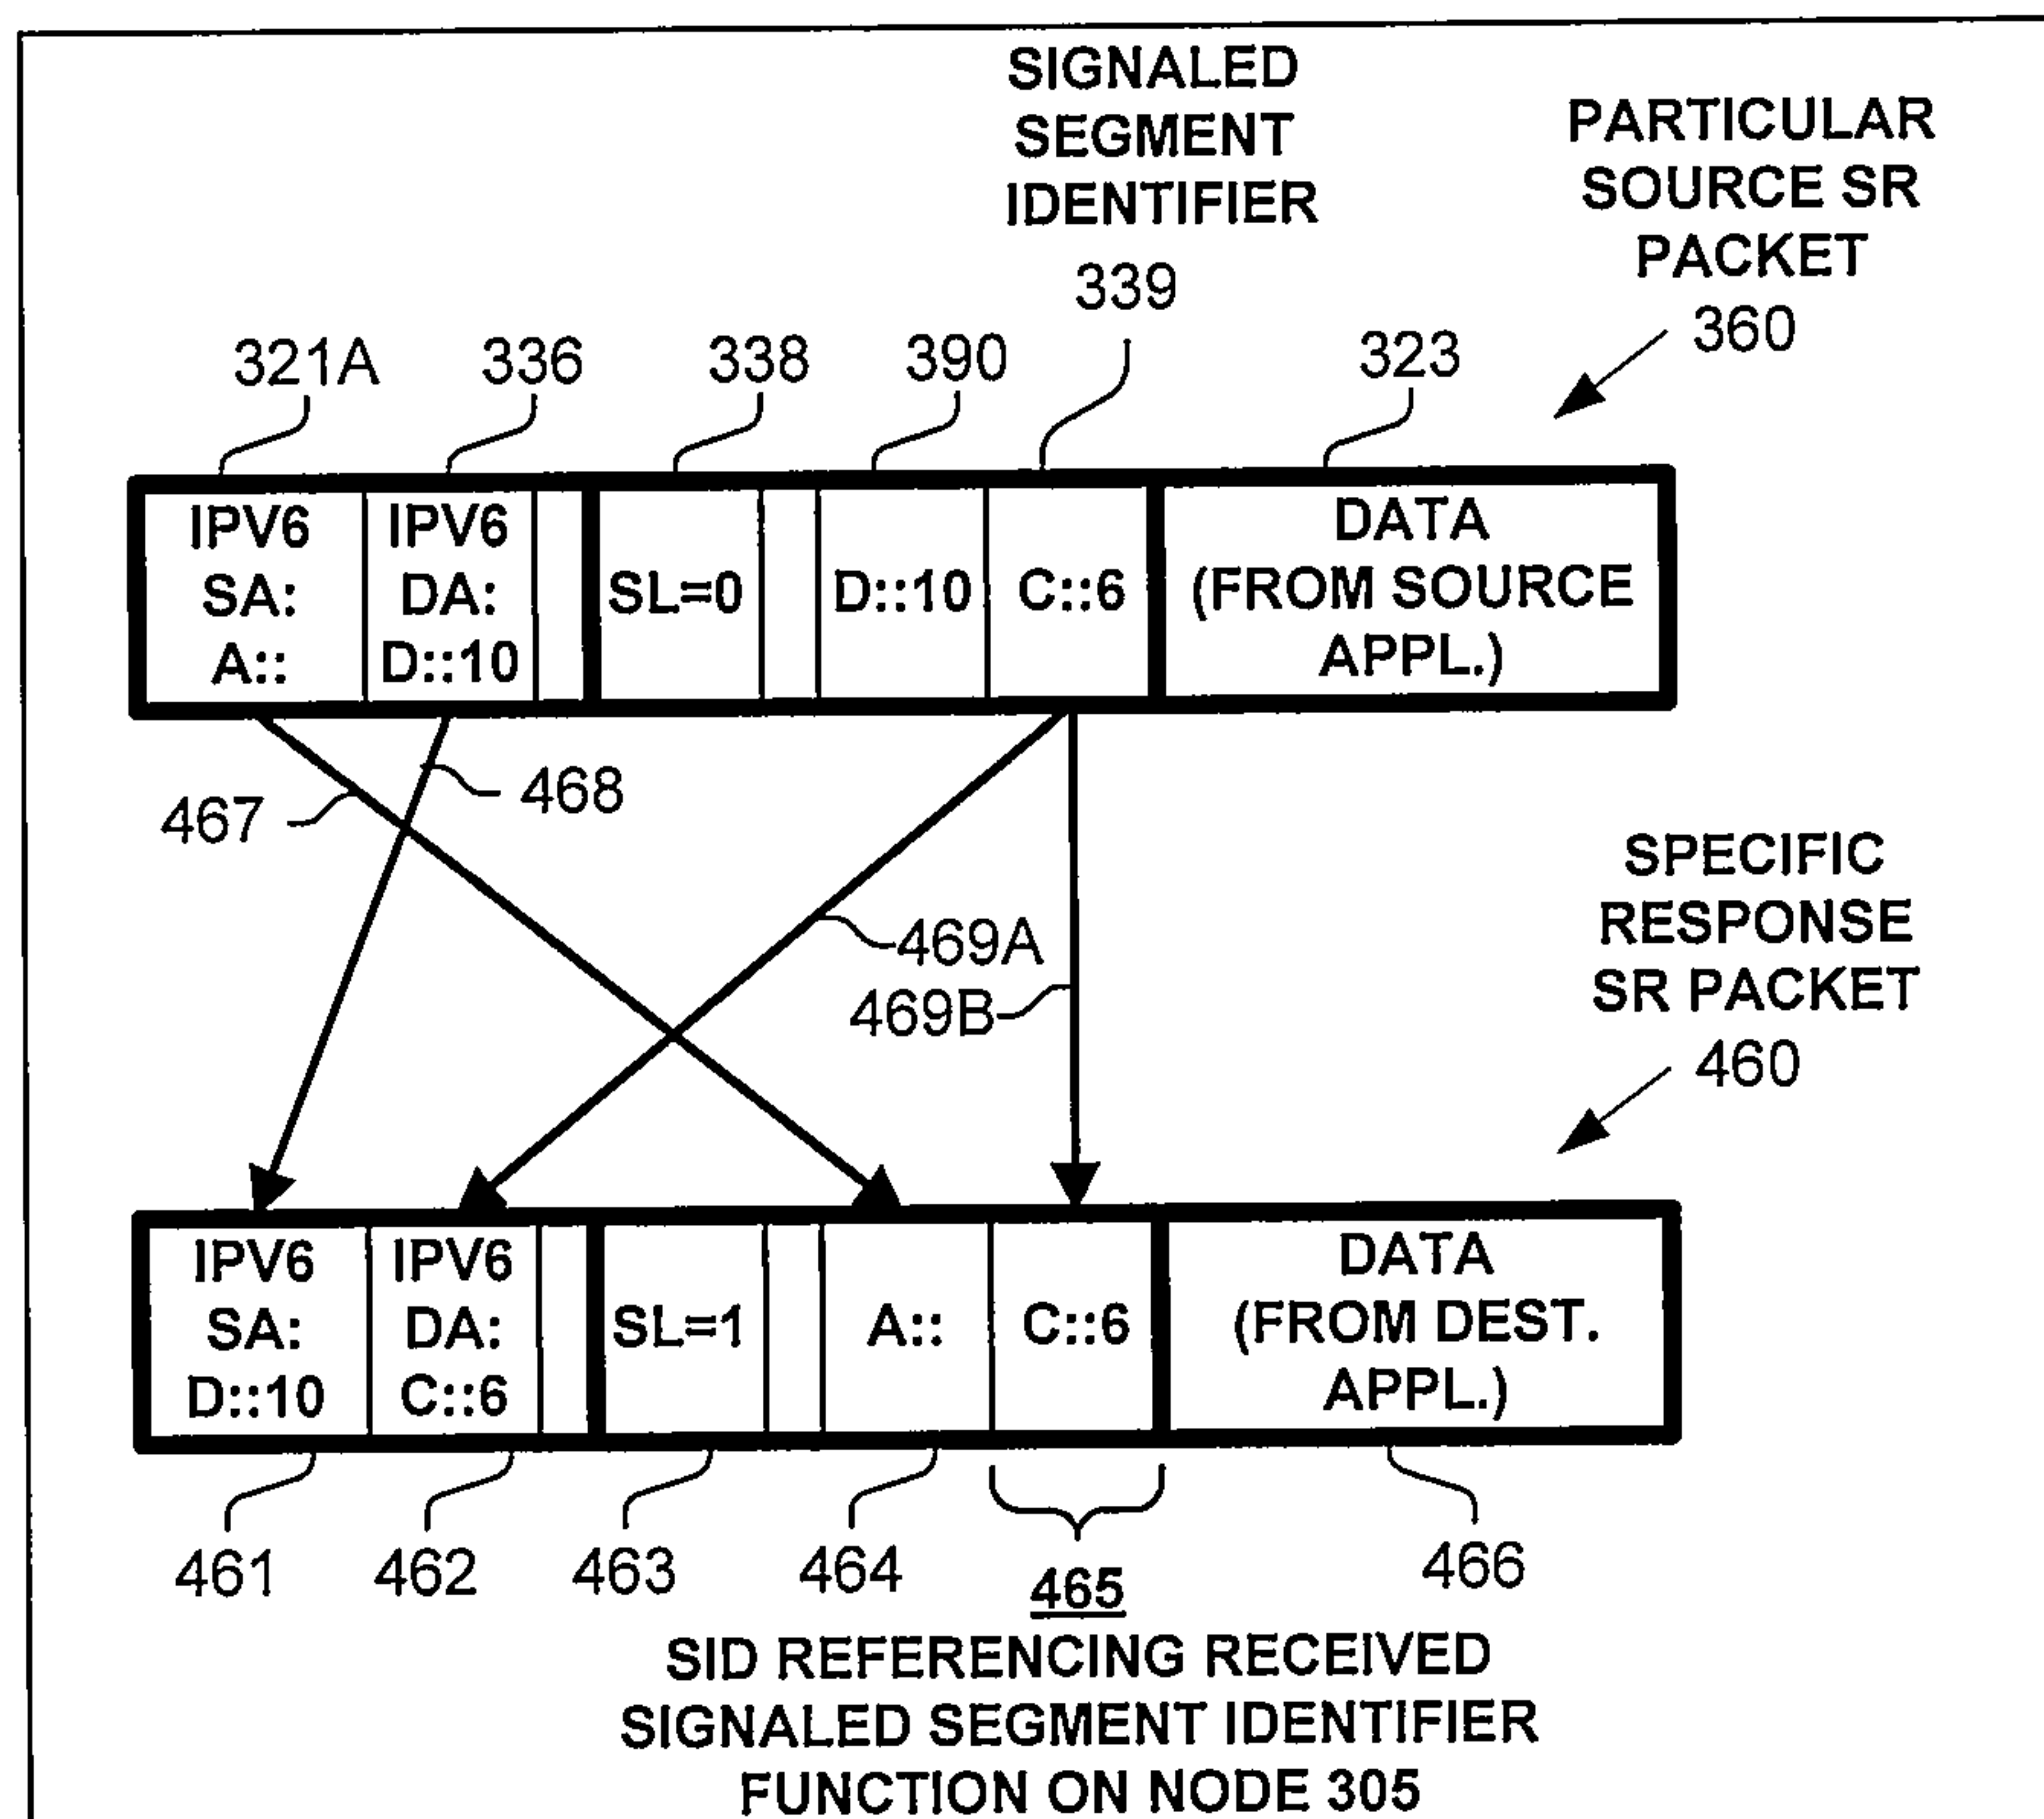 SIGNALED
SEGMENT
IDENTIFIER
339
PARTICULAR
SOURCE SR
PACKET
360
321A
336
338
390
323
IPV6
SA:
A::
IPV6
DA:
D::10
SL=0
D::10
C::6
DATA
(FROM SOURCE
APPL.)
467
468
469A
469B
SPECIFIC
RESPONSE
SR PACKET
460
IPV6
SA:
D::10
IPV6
DA:
C::6
SL=1
A::
C::6
DATA
(FROM DEST.
APPL.)
461
462
463
464
465
466
SID REFERENCING RECEIVED
SIGNALED SEGMENT IDENTIFIER
FUNCTION ON NODE 305